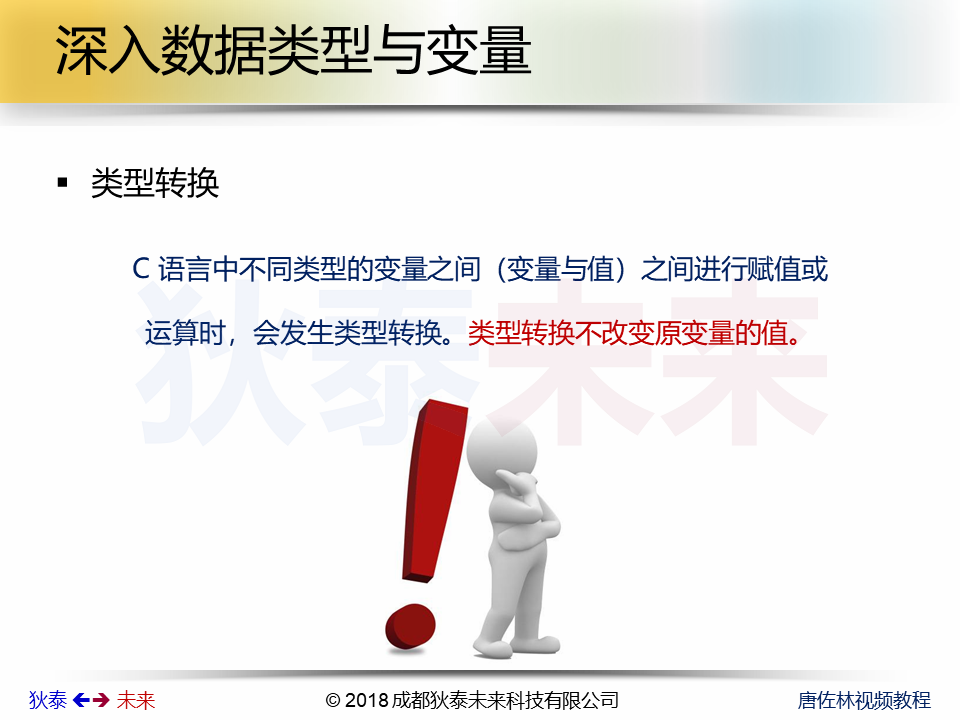 深入数据类型与变量
▪ 类型转换
C 语言中不同类型的变量之间（变量与值）之间进行赋值或
运算时，会发生类型转换。类型转换不改变原变量的值。
狄泰未来
狄泰 🡸🡺 未来
© 2018 成都狄泰未来科技有限公司
唐佐林视频教程